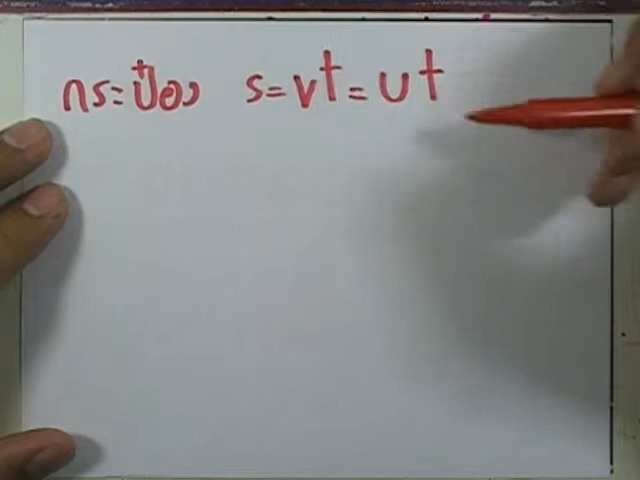 กระป๋อง s = vt = ut